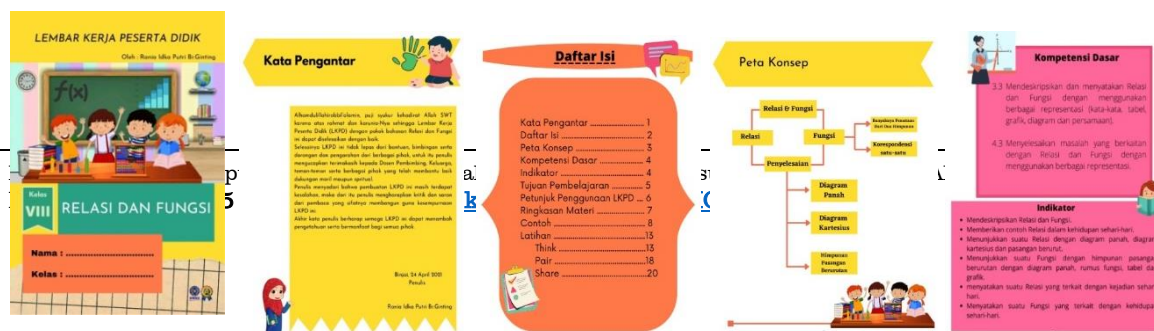 LEMBAR KERJA PESERTA DIDIK
Oleh : Rania Idba Putri Br.Ginting
f(x)
Kelas
VIII
RELASI DAN FUNGSI
Nama :
Kelas :
Kata Pengantar
Alhamdulillahirobbil'alamin, puji syukur kehadirat Allah SWT
karena atas rahmat dan karunia-Nya sehingga Lembar Kerja
Peserta Didik (LKPD) dengan pokok bahasan Relasi dan Fungsi
ini dapat diselesaikan dengan baik.
Selesainya LKPD ini tidak lepas dari bantuan, bimbingan serta
dorongan dan pengarahan dari berbagai pihak, untuk itu penulis
mengucapkan terimakasih kepada Dosen Pembimbing, Keluarga,
teman-teman serta berbagai pihak yang telah membantu baik
dukungan moril maupun spiritual.
Penulis menyadari bahwa pembuatan LKPD ini masih terdapat
kesalahan, maka dari itu penulis mengharapkan kritik dan saran
dari pembaca yang sifatnya membangun guna kesempurnaan
LKPD ini.
Akhir kata penulis berharap semoga LKPD ini dapat menambah
pengetahuan serta bermanfaat bagi semua pihak.
Binjai, 24 April 2021
Penulis
Rania Idba Putri Br.Ginting
Daftar Isi
Kata Pengantar 1
Daftar Isi 2
Peta Konsep 3
Kompetensi Dasar 4
Indikator 4
Tujuan Pembelajaran 5
Petunjuk Penggunaan LKPD 6
Ringkasan Materi 7
Contoh 8
Latihan 13
Think 13
Pair 18
Share 20
Peta Konsep
Relasi & Fungsi
Relasi
Fungsi
Penyelesaian
Korespondensi
satu-satu
Diagram
Panah
Diagram
Kartesius
Himpunan
Pasangan
Berurutan
Kompetensi Dasar
3.3 Mendeskripsikan dan menyatakan Relasi
dan Fungsi dengan menggunakan
berbagai representasi (kata-kata, tabel,
grafik, diagram dan persamaan).
4.3 Menyelesaikan masalah yang berkaitan
dengan Relasi dan Fungsi dengan
menggunakan berbagai representasi.
Indikator
Mendeskripsikan Relasi dan Fungsi.
Memberikan contoh Relasi dalam kehidupan sehari-hari.
Menunjukkan suatu Relasi dengan diagram panah, diagram
kartesius dan pasangan berurut.
Menunjukkan suatu Fungsi dengan himpunan pasangan
berurutan dengan diagram panah, rumus fungsi, tabel dan
grafik.
menyatakan suatu Relasi yang terkait dengan kejadian sehari
hari.
Menyatakan suatu Fungsi yang terkait dengan kehidupan
sehari-hari.